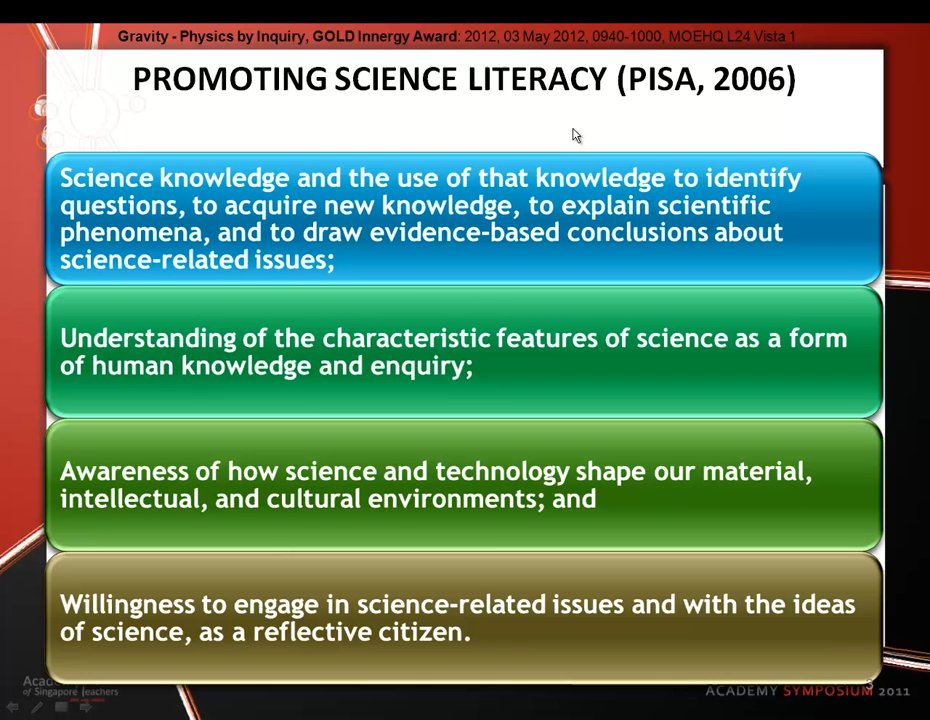 Gravity - Physics by Inquiry, GOLD Innergy Award: 2012, 03 May 2012, 0940-1000, MOEHQ L24 Vista 1
PROMOTING SCIENCE LITERACY (PISA, 2006)
Science knowledge and the use of that knowledge to identify
questions, to acquire new knowledge, to explain scientific
phenomena, and to draw evidence-based conclusions about
science-related issues;
Understanding of the characteristic features of science as a form
of human knowledge and enquiry;
Awareness of how science and technology shape our material,
intellectual, and cultural environments; and
Willingness to engage in science-related issues and with the ideas
of science, as a reflective citizen.
3
of Singapore Teachers
ACADEMY SYMPOSIUM 2011